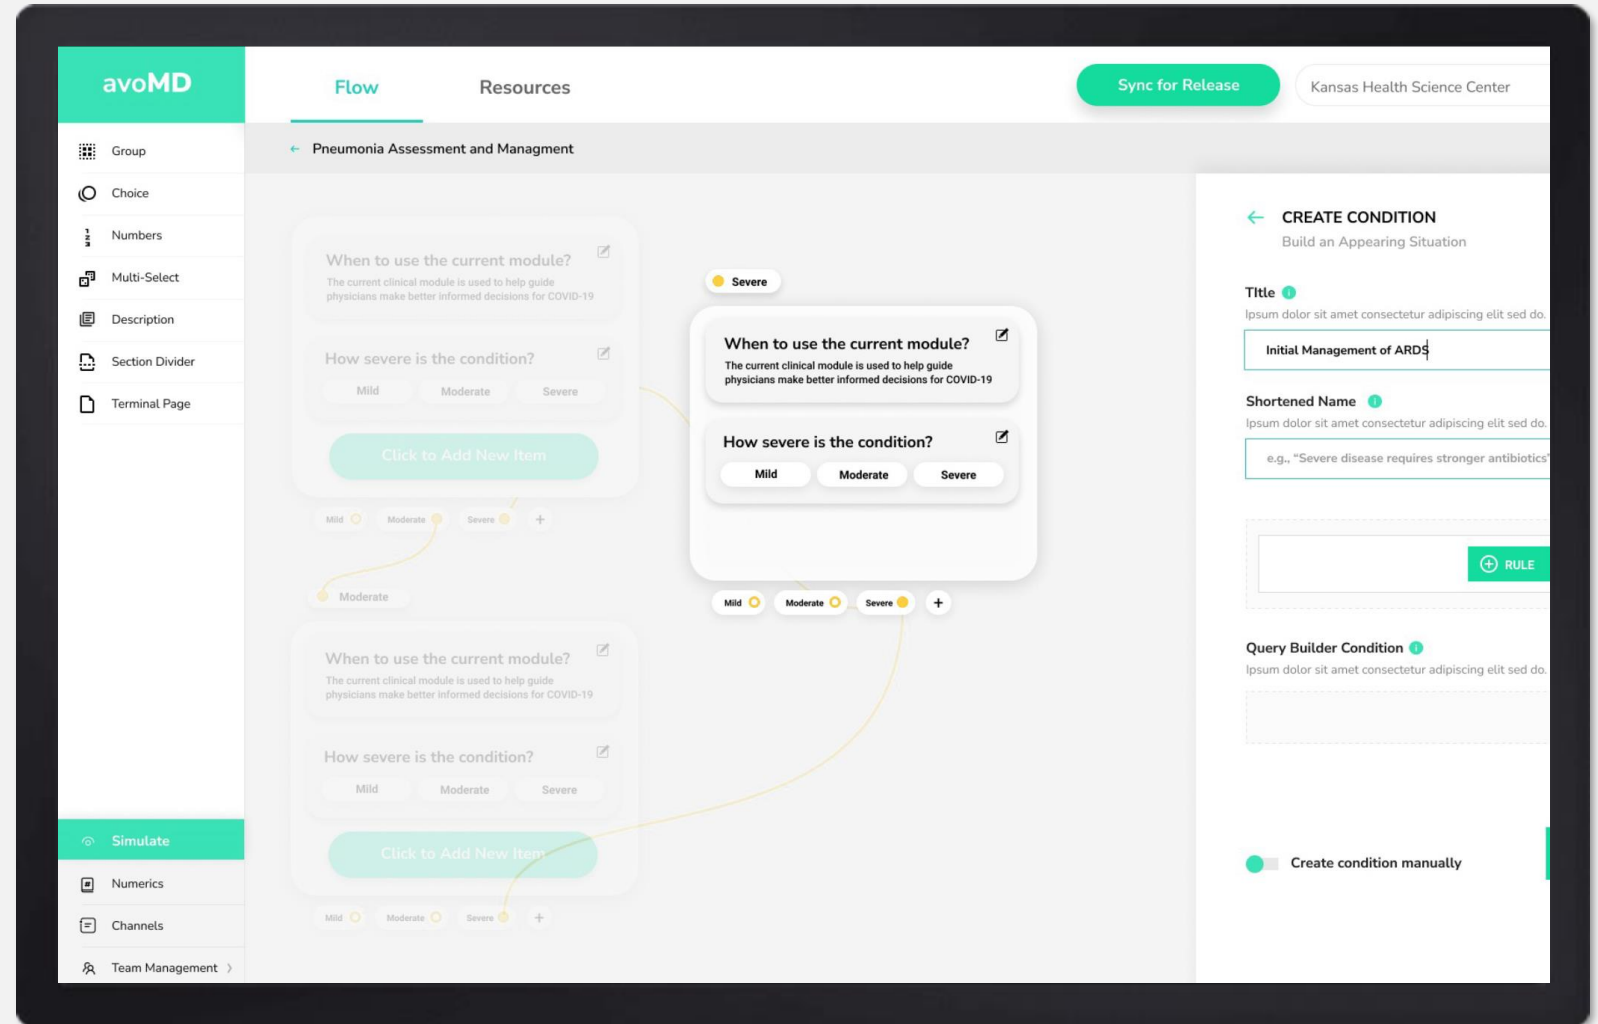 avoMD
Flow
Resources
Sync for Release
Kansas Health Science Center
Group
Choice
Numbers
Multi-Select
Description
Section Divider
Terminal Page
Simulate
Numerics
Channels
Team Management
Pneumonia Assessment and Managment
When to use the current module?
The current clinical module is used to help guide
physicians make better informed decisions for COVID-19
How severe is the condition?
Mild Moderate Severe
Click to Add New Item
Mild Moderate Severe +
Moderate
When to use the current module?
The current clinical module is used to help guide
physicians make better informed decisions for COVID-19
How severe is the condition?
Mild Moderate Severe
Click to Add New Item
Mild Moderate Severe +
Severe
When to use the current module?
The current clinical module is used to help guide
physicians make better informed decisions for COVID-19
How severe is the condition?
Mild Moderate Severe
Mild Moderate Severe +
CREATE CONDITION
Build an Appearing Situation
TItle
Ipsum dolor sit amet consectetur adipiscing elit sed do.
Initial Management of ARDS
Shortened Name
Ipsum dolor sit amet consectetur adipiscing elit sed do.
e.g., “Severe disease requires stronger antibiotics”
RULE
Query Builder Condition
Ipsum dolor sit amet consectetur adipiscing elit sed do.
Create condition manually